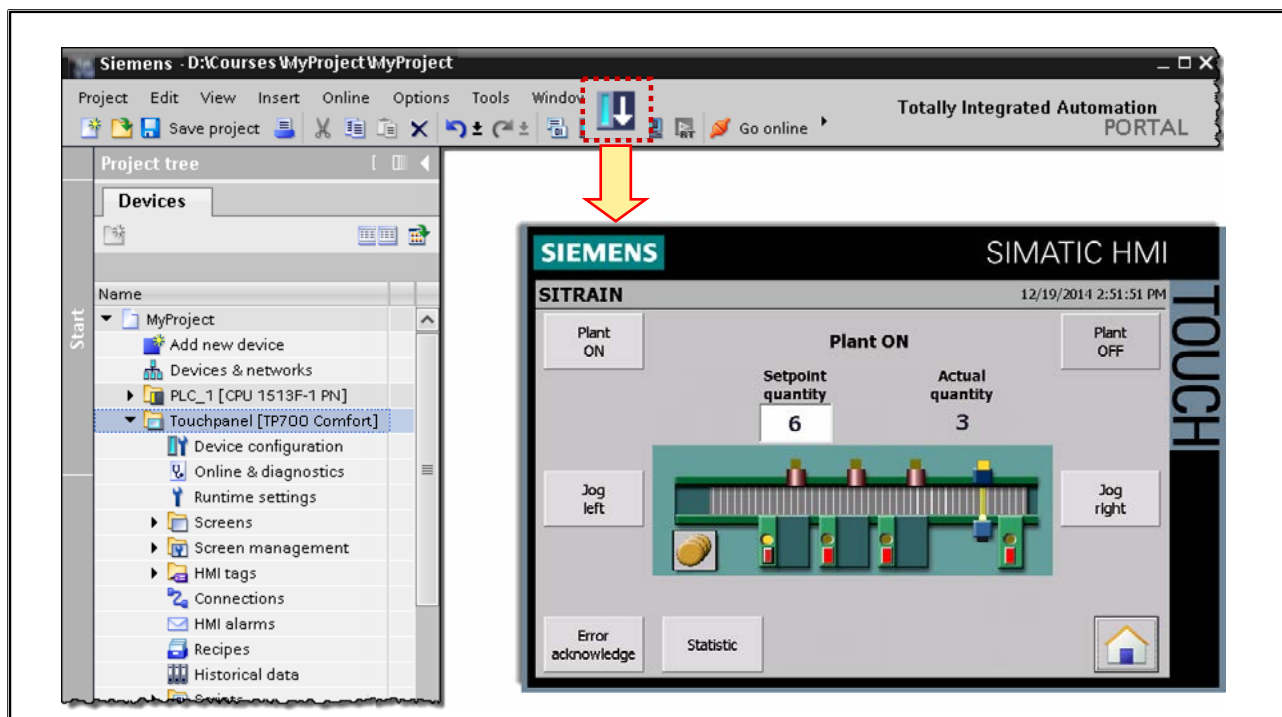 Siemens - D:\Courses\MyProject\MyProject
Project Edit View Insert Online Options Tools Window
Totally Integrated Automation
PORTAL
Save project
RT
Go online
Project tree
Devices
Name
Start
MyProject
Add new device
Devices & networks
PLC_1 [CPU 1513F-1 PN]
Touchpanel [TP700 Comfort]
Device configuration
Online & diagnostics
Runtime settings
Screens
Screen management
HMI tags
Connections
HMI alarms
Recipes
Historical data
Scripts
SIEMENS
SIMATIC HMI
TOUCH
SITRAIN
12/19/2014 2:51:51 PM
Plant
ON
Plant ON
Plant
OFF
Setpoint
quantity
Actual
quantity
6
3
Jog
left
Jog
right
Error
acknowledge
Statistic